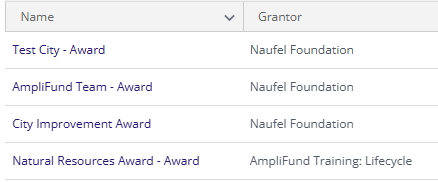 Name Grantor
Test City - Award Naufel Foundation
AmpliFund Team - Award Naufel Foundation
City Improvement Award Naufel Foundation
Natural Resources Award - Award AmpliFund Training: Lifecycle